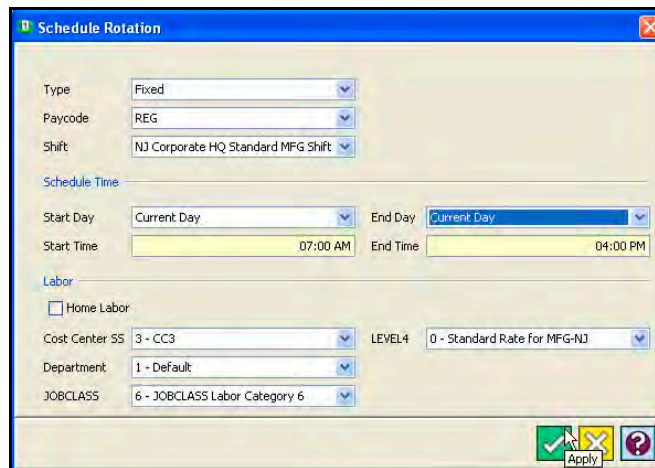 Schedule Rotation
Type Fixed
Paycode REG
Shift NJ Corporate HQ Standard MFG Shift
Schedule Time
Start Day Current Day End Day Current Day
Start Time 07:00 AM End Time 04:00 PM
Labor
Home Labor
Cost Center SS 3 - CC3 LEVEL4 0 - Standard Rate for MFG-NJ
Department 1 - Default
JOBCLASS 6 - JOBCLASS Labor Category 6
Apply